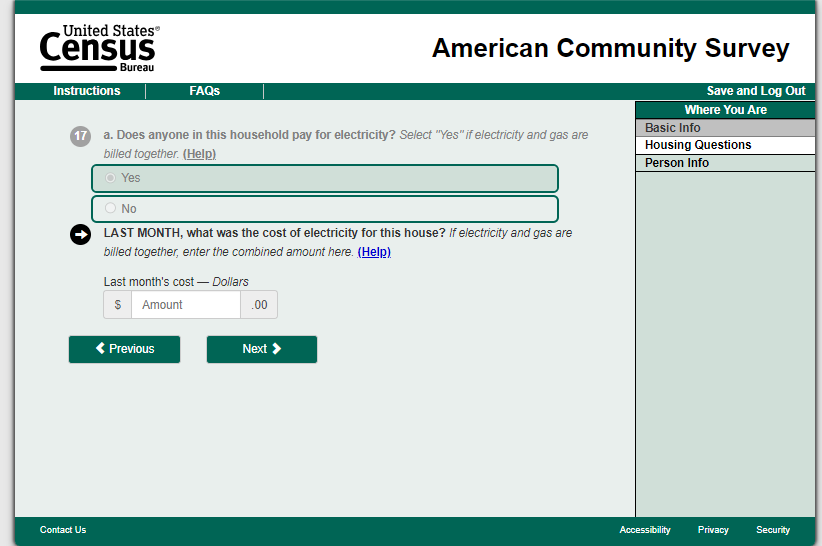 United States®
Census
Bureau
American Community Survey
Instructions
FAQs
Save and Log Out
Where You Are
Basic Info
Housing Questions
Person Info
17
a. Does anyone in this household pay for electricity? Select "Yes" if electricity and gas are
billed together. (Help)
Yes
No
LAST MONTH, what was the cost of electricity for this house? If electricity and gas are
billed together, enter the combined amount here. (Help)
Last month's cost — Dollars
$ Amount .00
Previous
Next
Contact Us
Accessibility
Privacy
Security